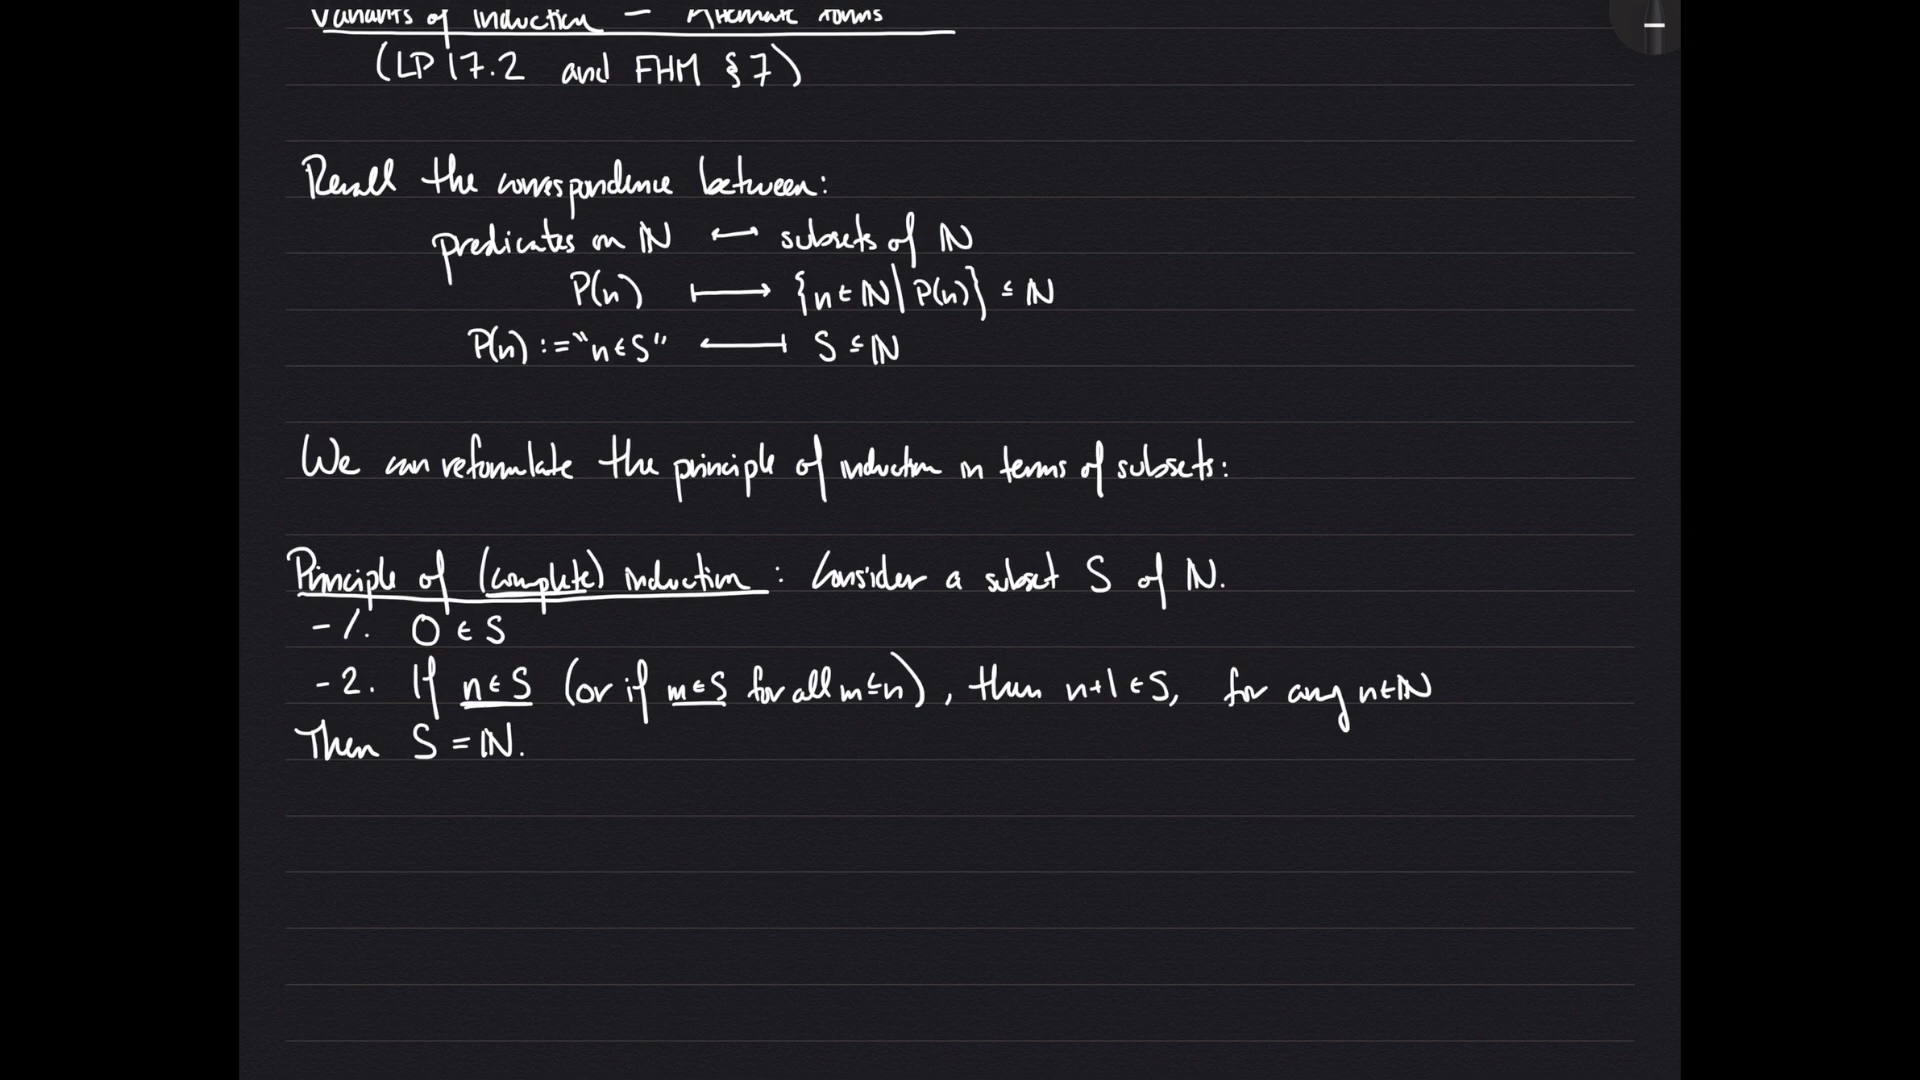 Variants of Induction — Alternate forms
(LP 17.2 and FHM § 7)
Recall the correspondence between:
predicates on ℕ ⟷ subsets of ℕ
P(n) ⟼ {n ∈ ℕ | P(n)} ⊆ ℕ
P(n) := "n ∈ S" ⟻ S ⊆ ℕ
We can reformulate the principle of induction in terms of subsets:
Principle of (complete) induction : Consider a subset S of ℕ.
- 1. 0 ∈ S
- 2. If n ∈ S (or if m ∈ S for all m ≤ n), then n+1 ∈ S, for any n ∈ ℕ
Then S = ℕ.